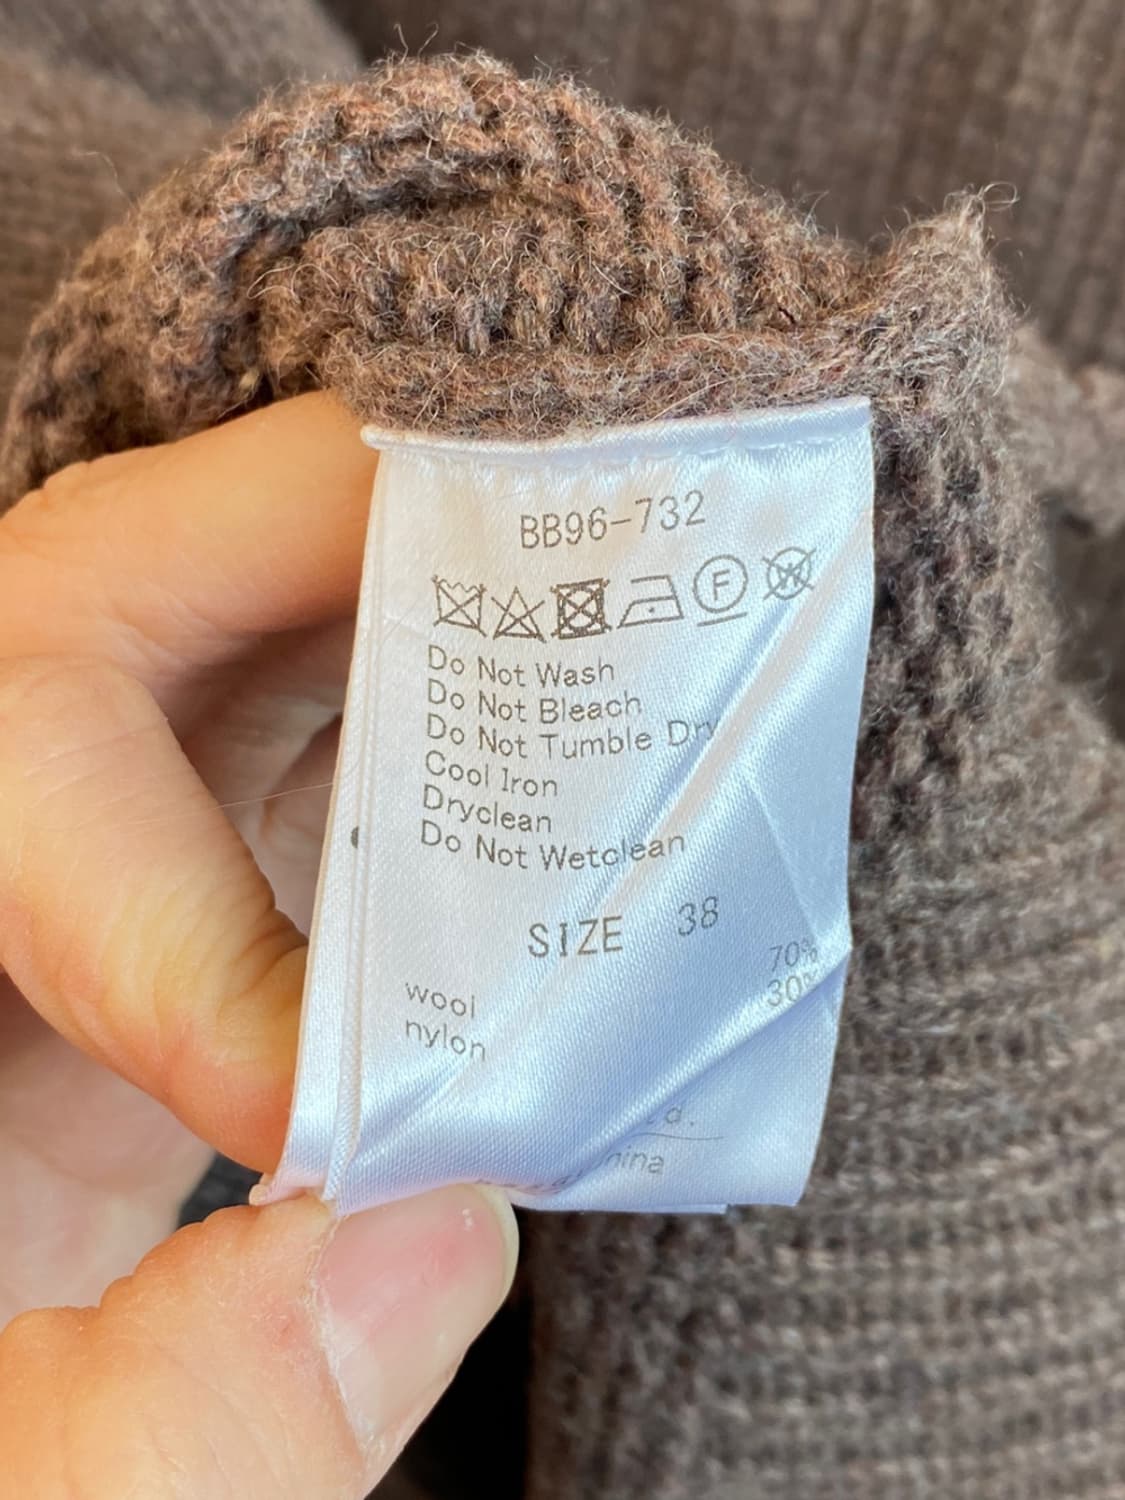 BB96-732
F W
Do Not Wash
Do Not Bleach
Do Not Tumble Dry
Cool Iron
Dryclean
Do Not Wetclean
SIZE 38
wool 70%
nylon 30%